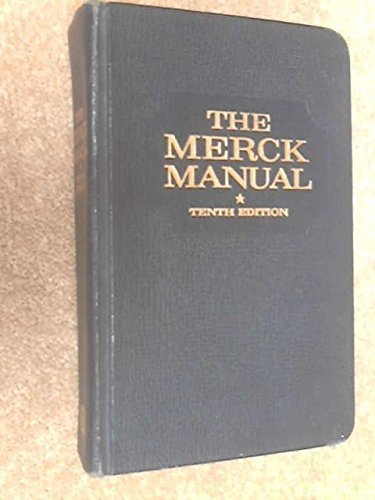 THE
MERCK
MANUAL
★
TENTH EDITION